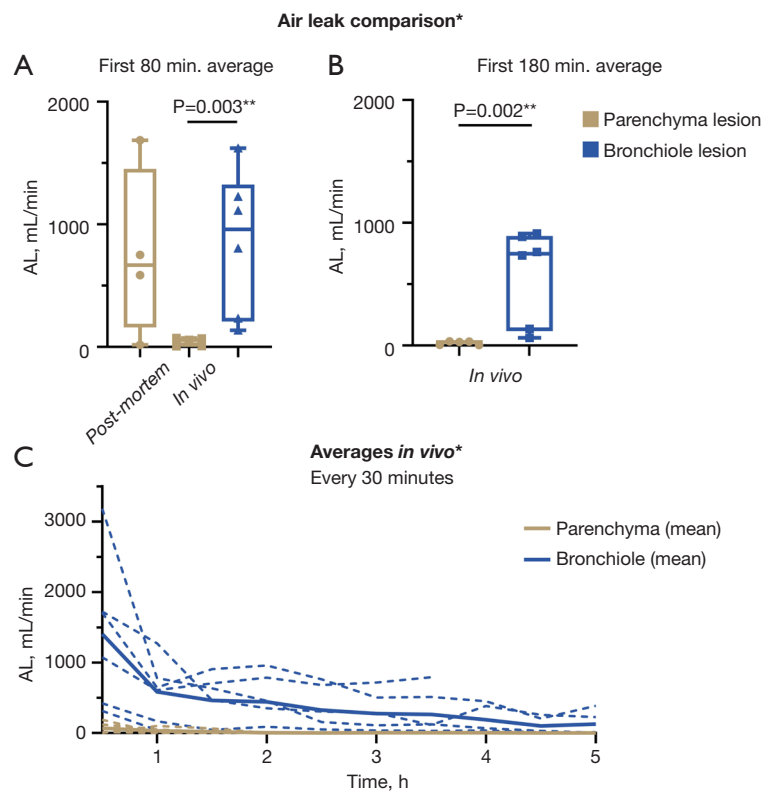 Air leak comparison*
A
First 80 min. average
P=0.003**
AL, mL/min
2000
1000
0
Post-mortem
In vivo
B
First 180 min. average
P=0.002**
AL, mL/min
2000
1000
0
In vivo
Parenchyma lesion
Bronchiole lesion
C
Averages in vivo*
Every 30 minutes
AL, mL/min
3000
2000
1000
0
1 2 3 4 5
Time, h
Parenchyma (mean)
Bronchiole (mean)